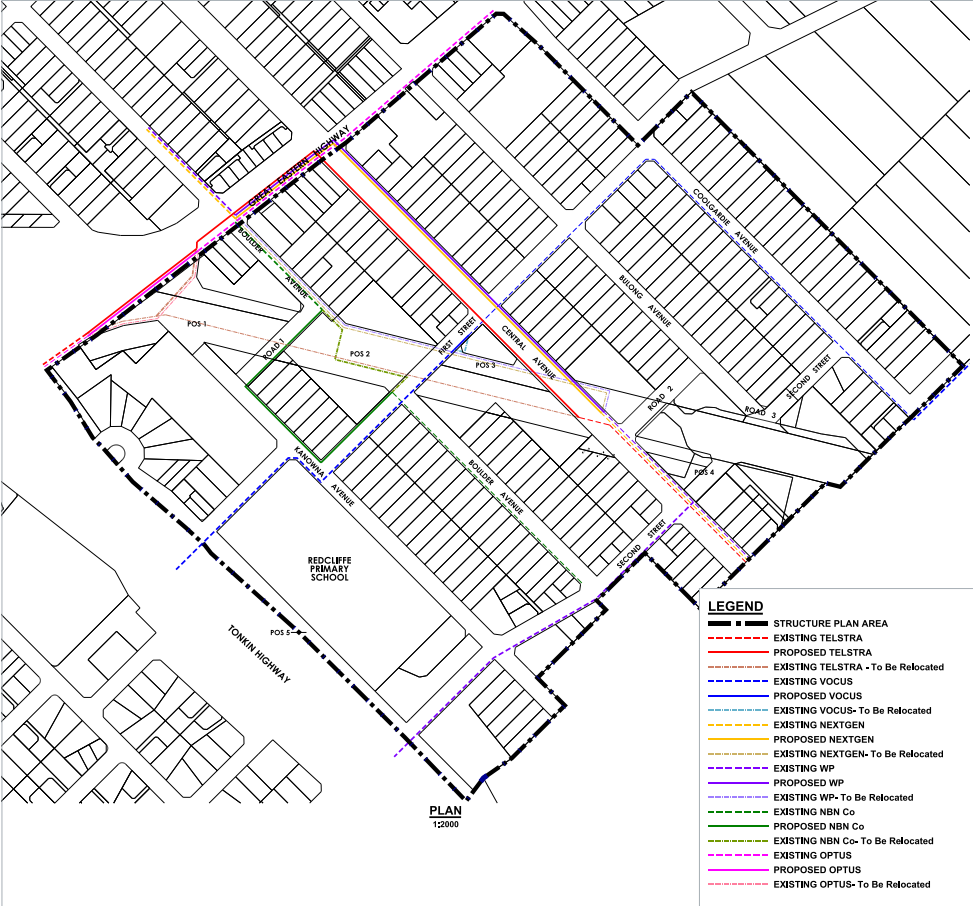 GREAT EASTERN HIGHWAY
COOLGARDIE AVENUE
BOULDER AVENUE
BULONG AVENUE
POS 1
ROAD 1
POS 2
FIRST STREET
CENTRAL AVENUE
POS 3
SECOND STREET
ROAD 2
ROAD 3
KANOWNA AVENUE
BOULDER AVENUE
POS 4
SECOND STREET
REDCLIFFE
PRIMARY
SCHOOL
POS 5
TONKIN HIGHWAY
PLAN
1:2000
LEGEND
STRUCTURE PLAN AREA
EXISTING TELSTRA
PROPOSED TELSTRA
EXISTING TELSTRA - To Be Relocated
EXISTING VOCUS
PROPOSED VOCUS
EXISTING VOCUS- To Be Relocated
EXISTING NEXTGEN
PROPOSED NEXTGEN
EXISTING NEXTGEN- To Be Relocated
EXISTING WP
PROPOSED WP
EXISTING WP- To Be Relocated
EXISTING NBN Co
PROPOSED NBN Co
EXISTING NBN Co- To Be Relocated
EXISTING OPTUS
PROPOSED OPTUS
EXISTING OPTUS- To Be Relocated